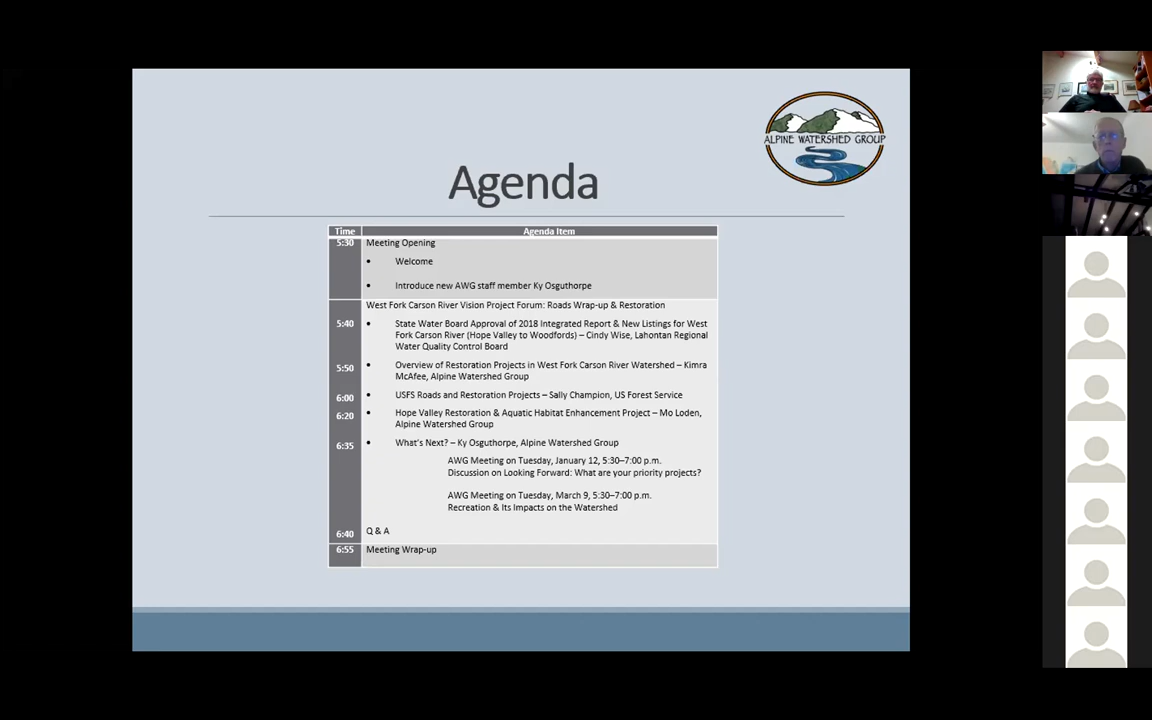 ALPINE WATERSHED GROUP
Agenda
Time Agenda Item
5:30 Meeting Opening
• Welcome
• Introduce new AWG staff member Ky Osguthorpe
West Fork Carson River Vision Project Forum: Roads Wrap-up & Restoration
5:40 • State Water Board Approval of 2018 Integrated Report & New Listings for West
Fork Carson River (Hope Valley to Woodfords) – Cindy Wise, Lahontan Regional
Water Quality Control Board
5:50 • Overview of Restoration Projects in West Fork Carson River Watershed – Kimra
McAfee, Alpine Watershed Group
6:00 • USFS Roads and Restoration Projects – Sally Champion, US Forest Service
6:20 • Hope Valley Restoration & Aquatic Habitat Enhancement Project – Mo Loden,
Alpine Watershed Group
6:35 • What's Next? – Ky Osguthorpe, Alpine Watershed Group
AWG Meeting on Tuesday, January 12, 5:30–7:00 p.m.
Discussion on Looking Forward: What are your priority projects?
AWG Meeting on Tuesday, March 9, 5:30–7:00 p.m.
Recreation & Its Impacts on the Watershed
6:40 Q & A
6:55 Meeting Wrap-up